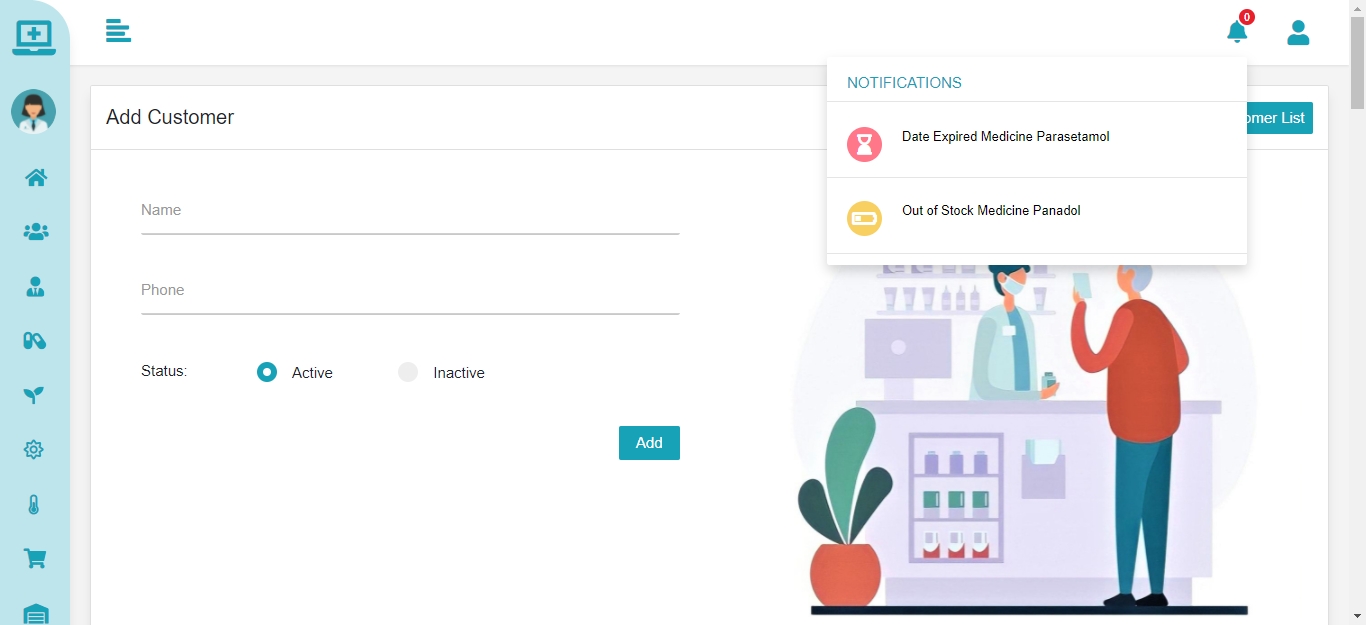 0
NOTIFICATIONS
Add Customer
omer List
Date Expired Medicine Parasetamol
Name
Out of Stock Medicine Panadol
Phone
Status:
Active
Inactive
Add